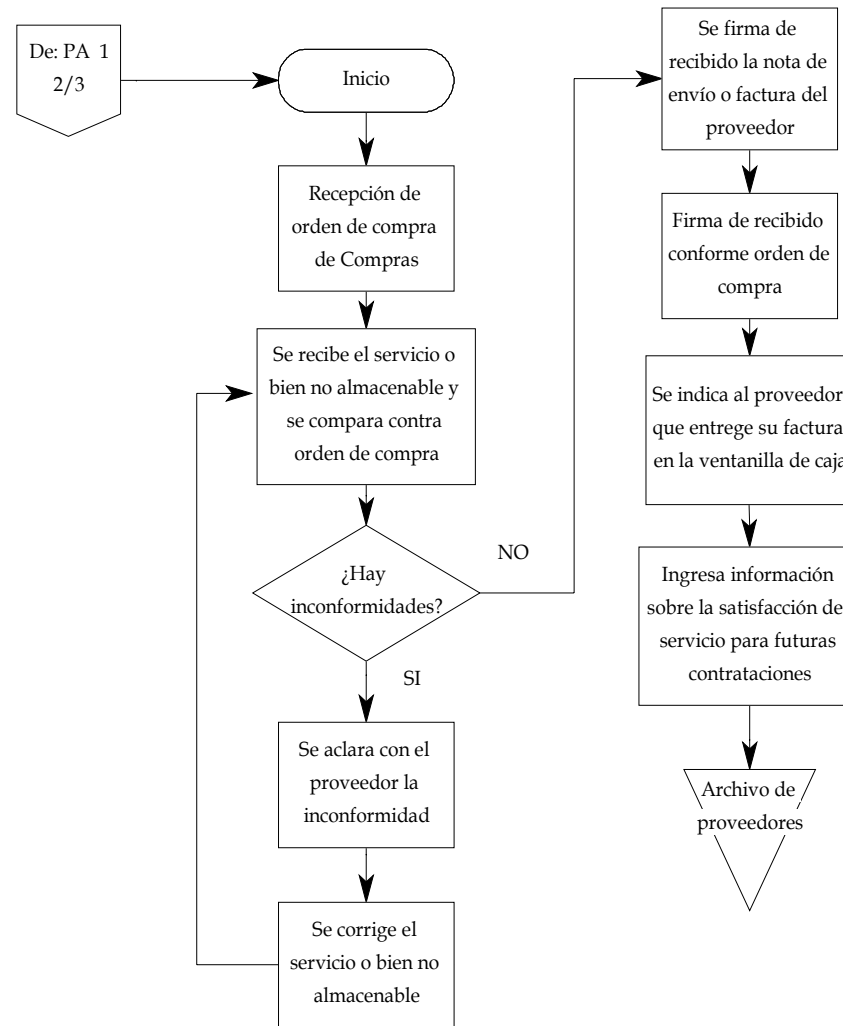 De: PA 1
2/3
Inicio
Recepción de
orden de compra
de Compras
Se recibe el servicio o
bien no almacenable y
se compara contra
orden de compra
¿Hay
inconformidades?
NO
SI
Se aclara con el
proveedor la
inconformidad
Se corrige el
servicio o bien no
almacenable
Se firma de
recibido la nota de
envío o factura del
proveedor
Firma de recibido
conforme orden de
compra
Se indica al proveedor
que entrege su factura
en la ventanilla de caja
Ingresa información
sobre la satisfacción de
servicio para futuras
contrataciones
Archivo de
proveedores